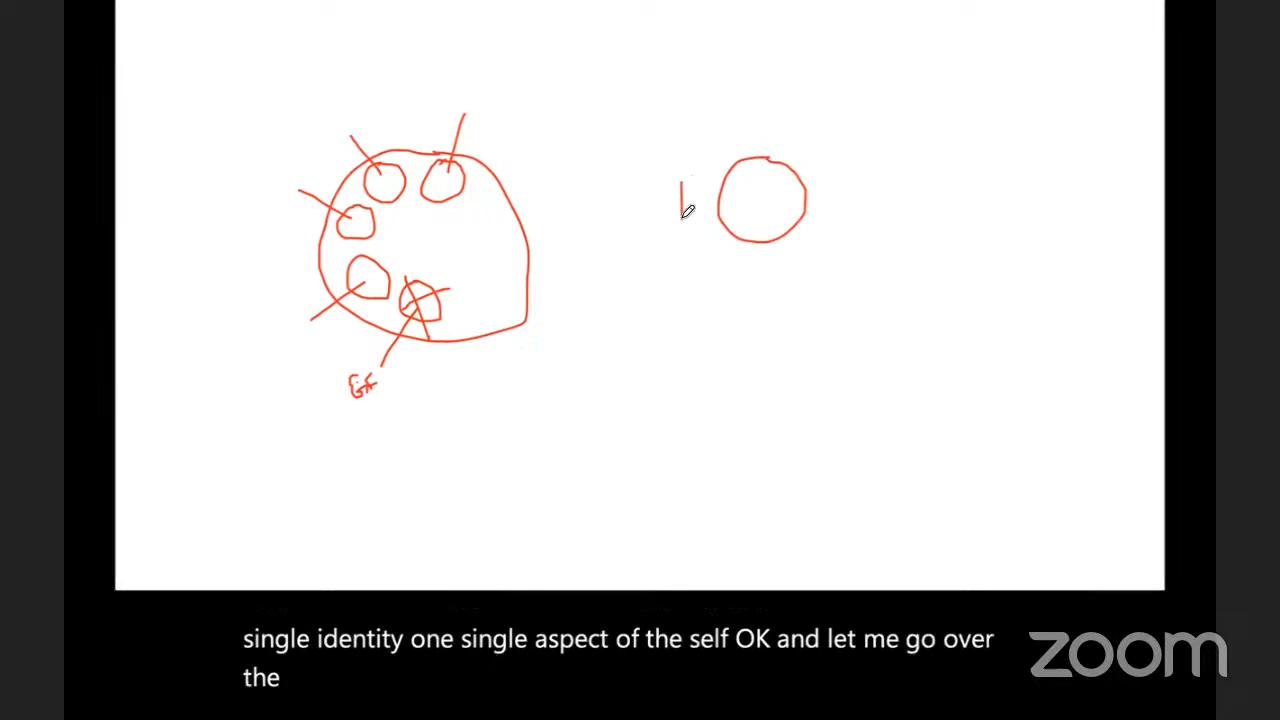 single identity one single aspect of the self OK and let me go over
the
zoom